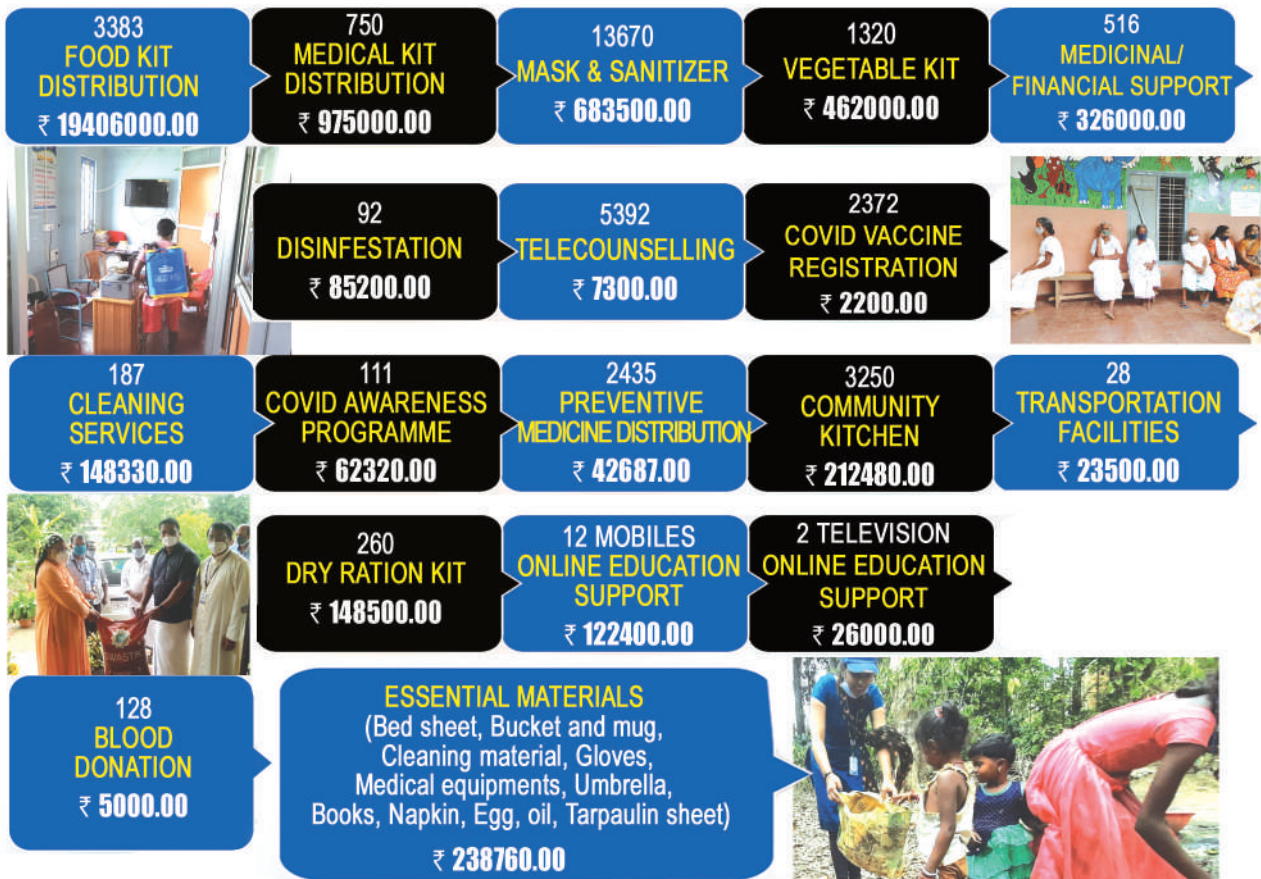 3383
FOOD KIT
DISTRIBUTION
₹ 19406000.00
750
MEDICAL KIT
DISTRIBUTION
₹ 975000.00
13670
MASK & SANITIZER
₹ 683500.00
1320
VEGETABLE KIT
₹ 462000.00
516
MEDICINAL/
FINANCIAL SUPPORT
₹ 326000.00
92
DISINFESTATION
₹ 85200.00
5392
TELECOUNSELLING
₹ 7300.00
2372
COVID VACCINE
REGISTRATION
₹ 2200.00
187
CLEANING
SERVICES
₹ 148330.00
111
COVID AWARENESS
PROGRAMME
₹ 62320.00
2435
PREVENTIVE
MEDICINE DISTRIBUTION
₹ 42687.00
3250
COMMUNITY
KITCHEN
₹ 212480.00
28
TRANSPORTATION
FACILITIES
₹ 23500.00
260
DRY RATION KIT
₹ 148500.00
12 MOBILES
ONLINE EDUCATION
SUPPORT
₹ 122400.00
2 TELEVISION
ONLINE EDUCATION
SUPPORT
₹ 26000.00
128
BLOOD
DONATION
₹ 5000.00
ESSENTIAL MATERIALS
(Bed sheet, Bucket and mug,
Cleaning material, Gloves,
Medical equipments, Umbrella,
Books, Napkin, Egg, oil, Tarpaulin sheet)
₹ 238760.00